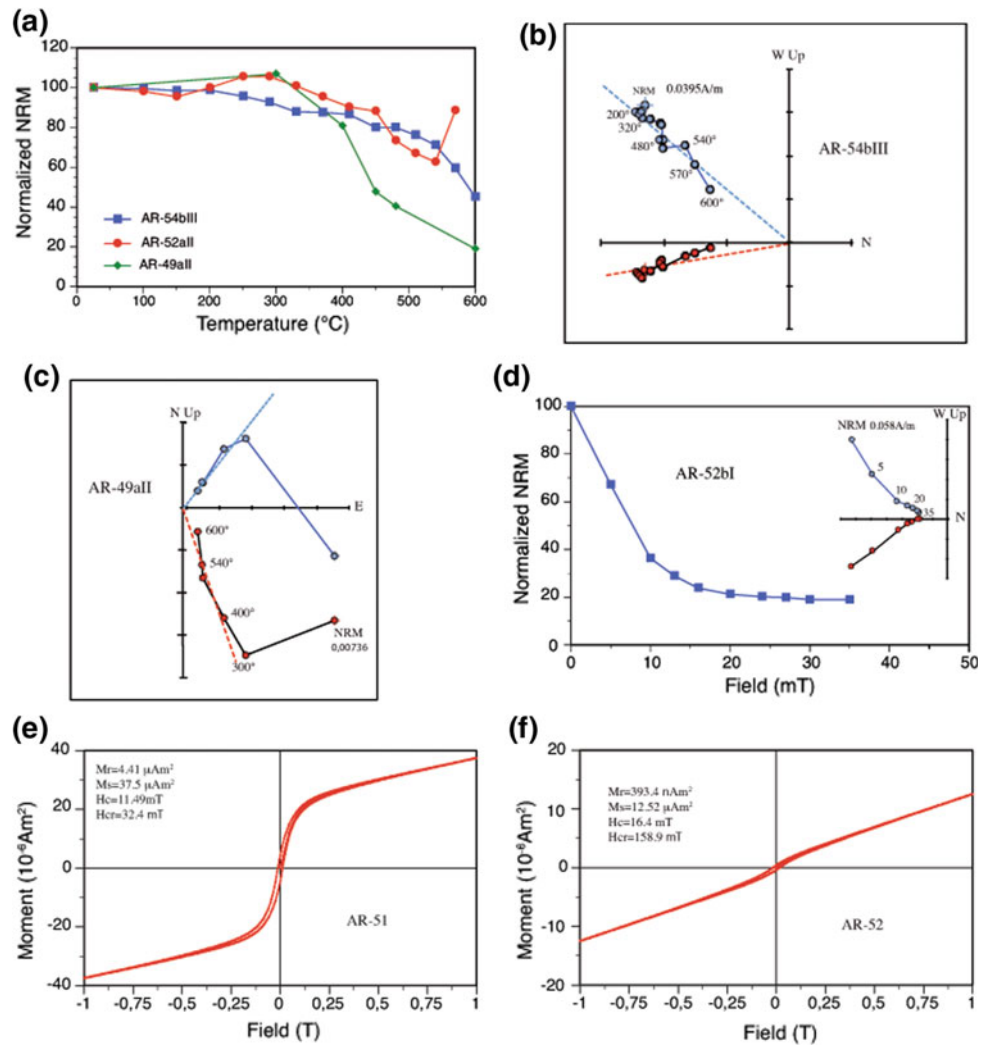 (a)
120
100
80
60
40
20
0
Normalized NRM
AR-54bIII
AR-52aII
AR-49aII
0 100 200 300 400 500 600
Temperature (°C)
(b)
W Up
NRM 0.0395A/m
200°
320°
480°
540°
570°
600°
AR-54bIII
N
(c)
N Up
AR-49aII
E
600°
540°
400°
300°
NRM
0,00736
(d)
100
80
60
40
20
0
Normalized NRM
AR-52bI
W Up
NRM 0.058A/m
5
10
20
35
N
0 10 20 30 40 50
Field (mT)
(e)
40
20
0
-20
-40
Moment (10⁻⁶Am²)
Mr=4.41 µAm²
Ms=37.5 µAm²
Hc=11.49mT
Hcr=32.4 mT
AR-51
-1 -0,75 -0,5 -0,25 0 0,25 0,5 0,75 1
Field (T)
(f)
20
10
0
-10
-20
Moment (10⁻⁶Am²)
Mr=393.4 nAm²
Ms=12.52 µAm²
Hc=16.4 mT
Hcr=158.9 mT
AR-52
-1 -0,75 -0,5 -0,25 0 0,25 0,5 0,75 1
Field (T)